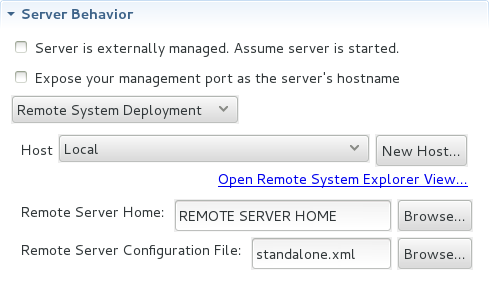 Server Behavior
Server is externally managed. Assume server is started.
Expose your management port as the server's hostname
Remote System Deployment
Host Local New Host...
Open Remote System Explorer View...
Remote Server Home: REMOTE SERVER HOME Browse...
Remote Server Configuration File: standalone.xml Browse...